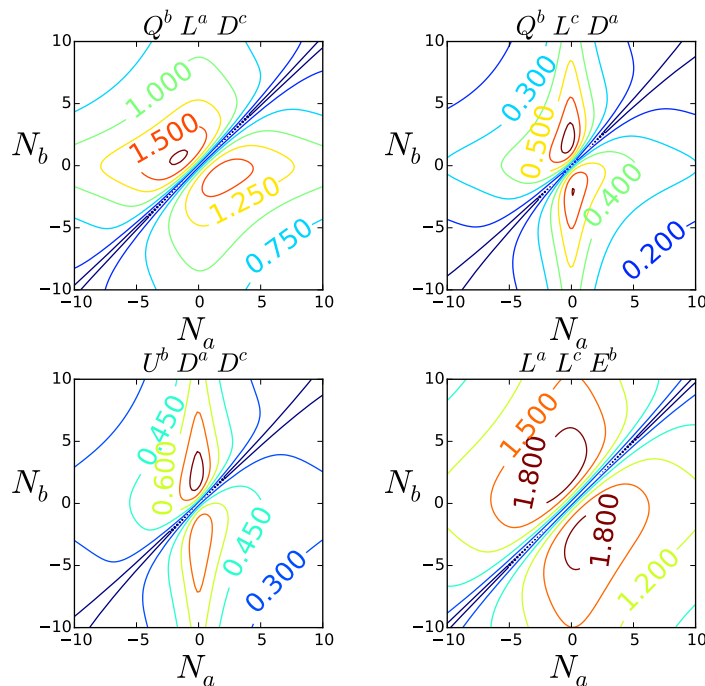 Q^b L^a D^c
10
5
0
−5
−10
N_b
1.000
1.500
1.250
0.750
−10 −5 0 5 10
N_a
Q^b L^c D^a
10
5
0
−5
−10
N_b
0.300
0.500
0.400
0.200
−10 −5 0 5 10
N_a
U^b D^a D^c
10
5
0
−5
−10
N_b
0.450
0.600
0.450
0.300
−10 −5 0 5 10
N_a
L^a L^c E^b
10
5
0
−5
−10
N_b
1.500
1.800
1.800
1.200
−10 −5 0 5 10
N_a